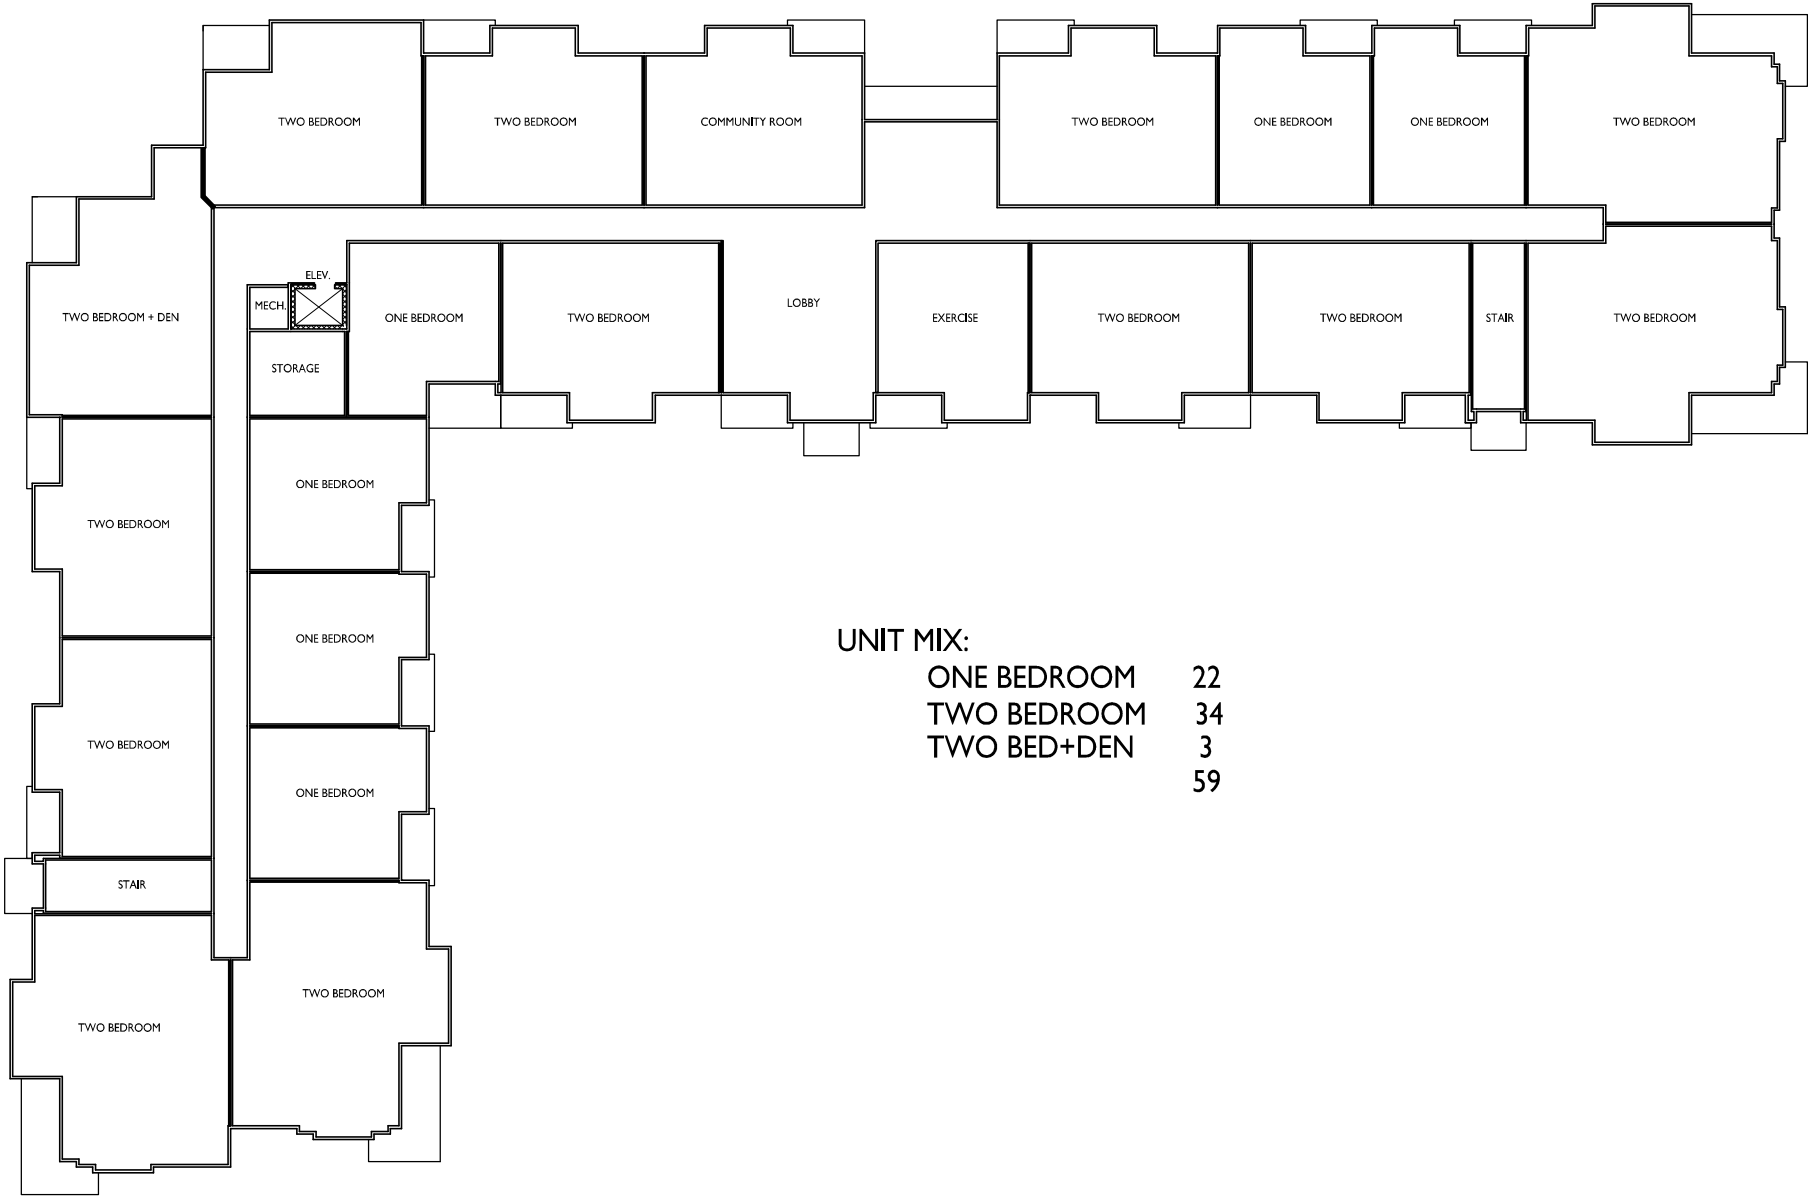 TWO BEDROOM
TWO BEDROOM
COMMUNITY ROOM
TWO BEDROOM
ONE BEDROOM
ONE BEDROOM
TWO BEDROOM
ELEV.
MECH.
TWO BEDROOM + DEN
ONE BEDROOM
TWO BEDROOM
LOBBY
EXERCISE
TWO BEDROOM
TWO BEDROOM
STAIR
TWO BEDROOM
STORAGE
ONE BEDROOM
TWO BEDROOM
ONE BEDROOM
TWO BEDROOM
ONE BEDROOM
STAIR
TWO BEDROOM
TWO BEDROOM
UNIT MIX:
ONE BEDROOM 22
TWO BEDROOM 34
TWO BED+DEN 3
59